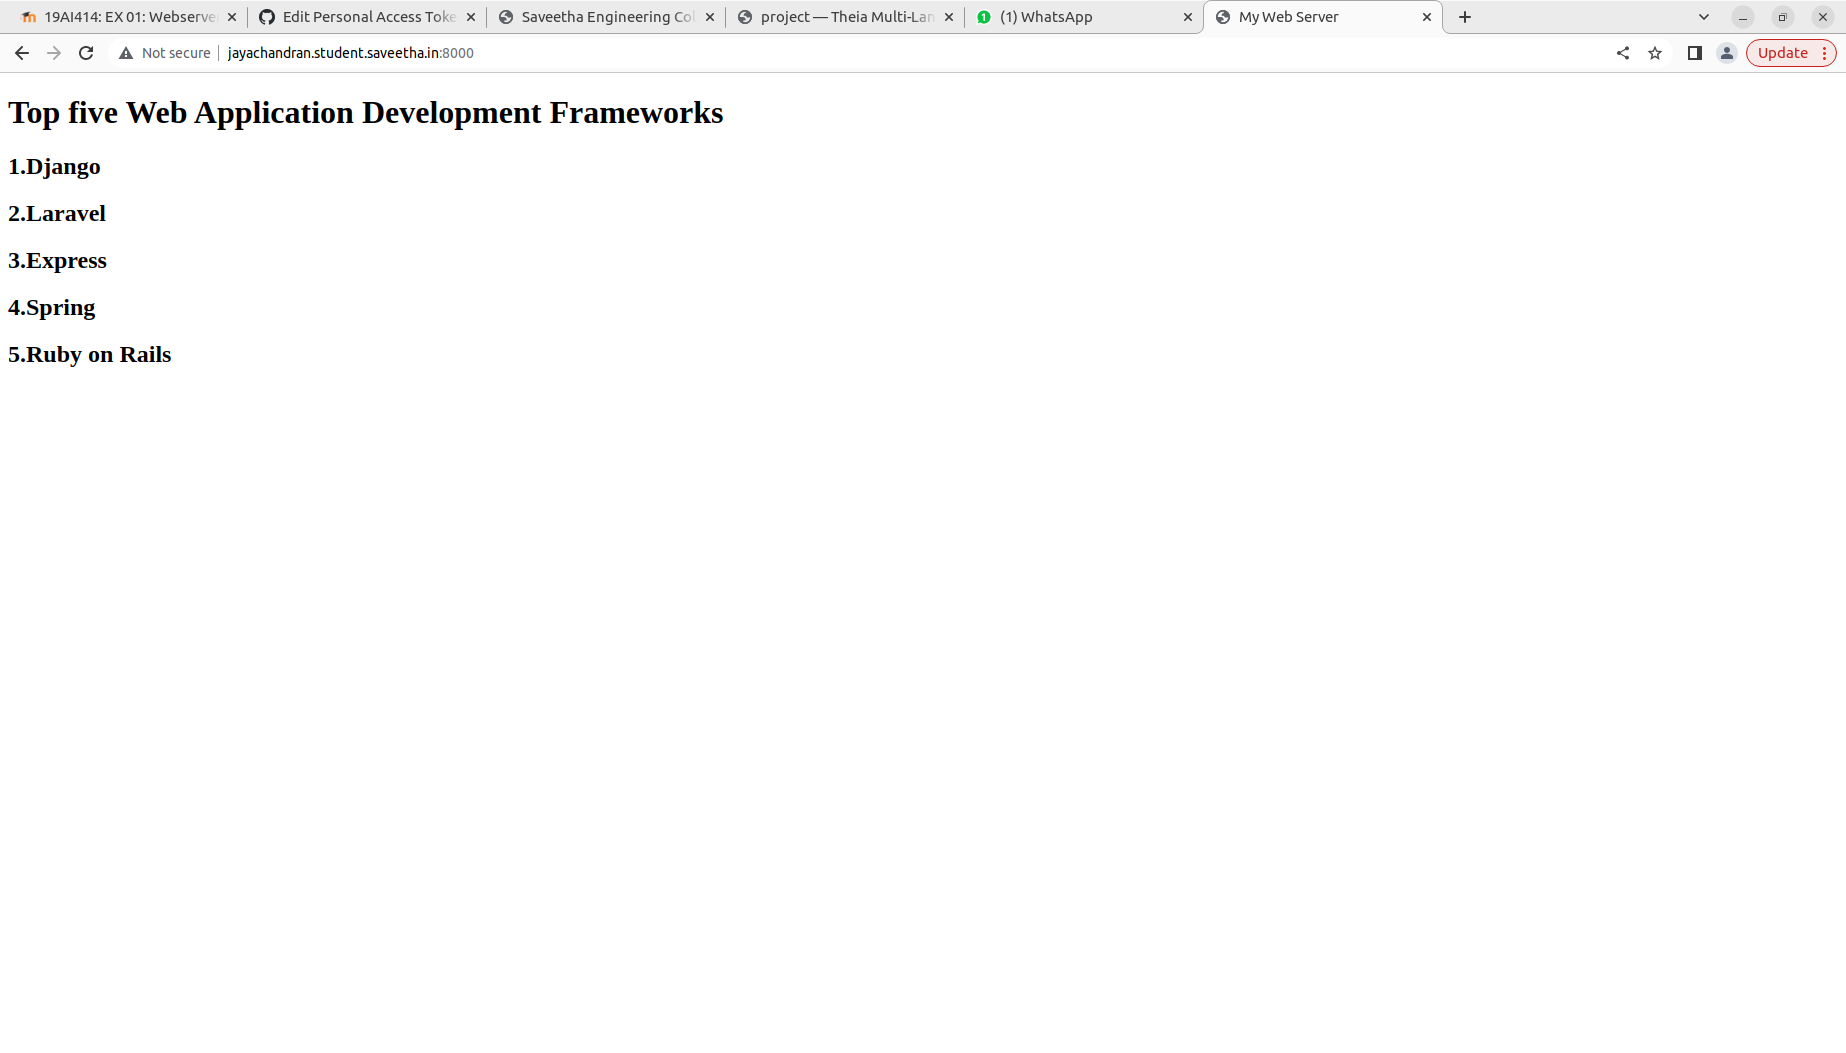 19AI414: EX 01: Webserve
Edit Personal Access Toke
Saveetha Engineering Col
project — Theia Multi-Lan
1
(1) WhatsApp
My Web Server
Not secure
jayachandran.student.saveetha.in:8000
Update
Top five Web Application Development Frameworks
1.Django
2.Laravel
3.Express
4.Spring
5.Ruby on Rails